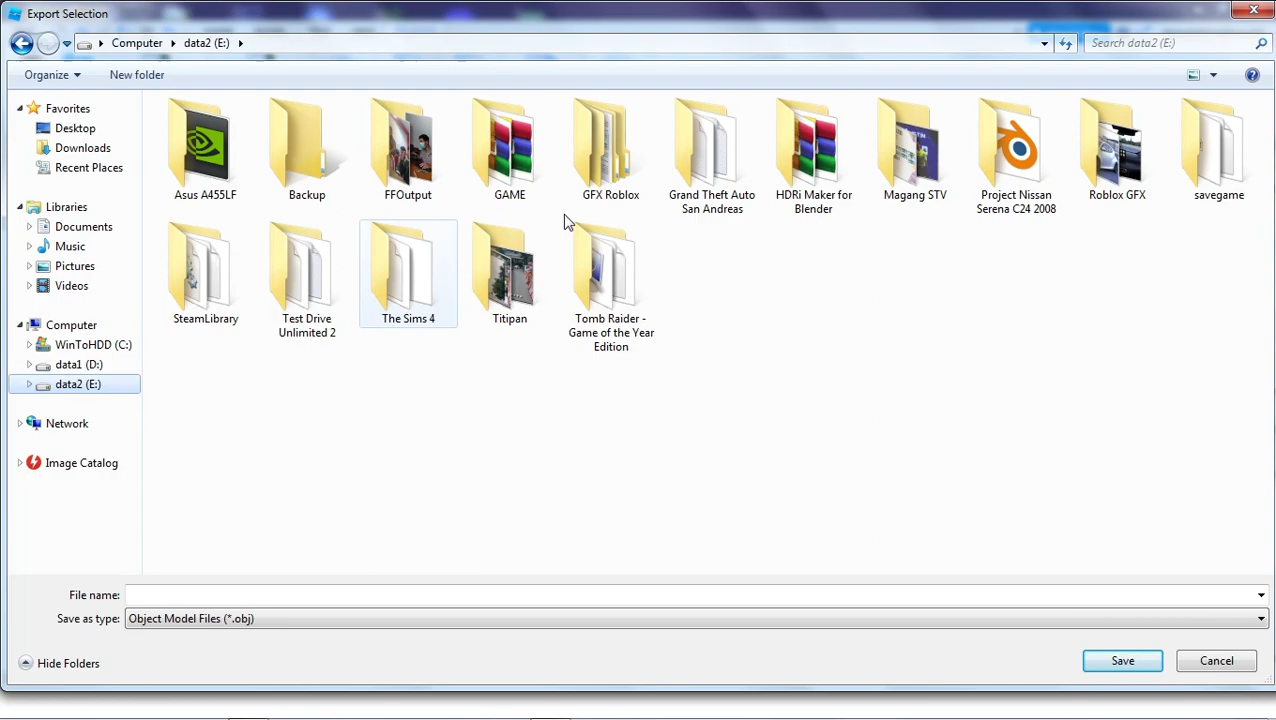 Export Selection
Computer
data2 (E:)
Search data2 (E:)
Organize
New folder
Favorites
Desktop
Downloads
Recent Places
Libraries
Documents
Music
Pictures
Videos
Computer
WinToHDD (C:)
data1 (D:)
data2 (E:)
Network
Image Catalog
Asus A455LF
Backup
FFOutput
GAME
GFX Roblox
Grand Theft Auto
San Andreas
HDRi Maker for
Blender
Magang STV
Project Nissan
Serena C24 2008
Roblox GFX
savegame
SteamLibrary
Test Drive
Unlimited 2
The Sims 4
Titipan
Tomb Raider -
Game of the Year
Edition
File name:
Save as type:
Object Model Files (*.obj)
Hide Folders
Save
Cancel